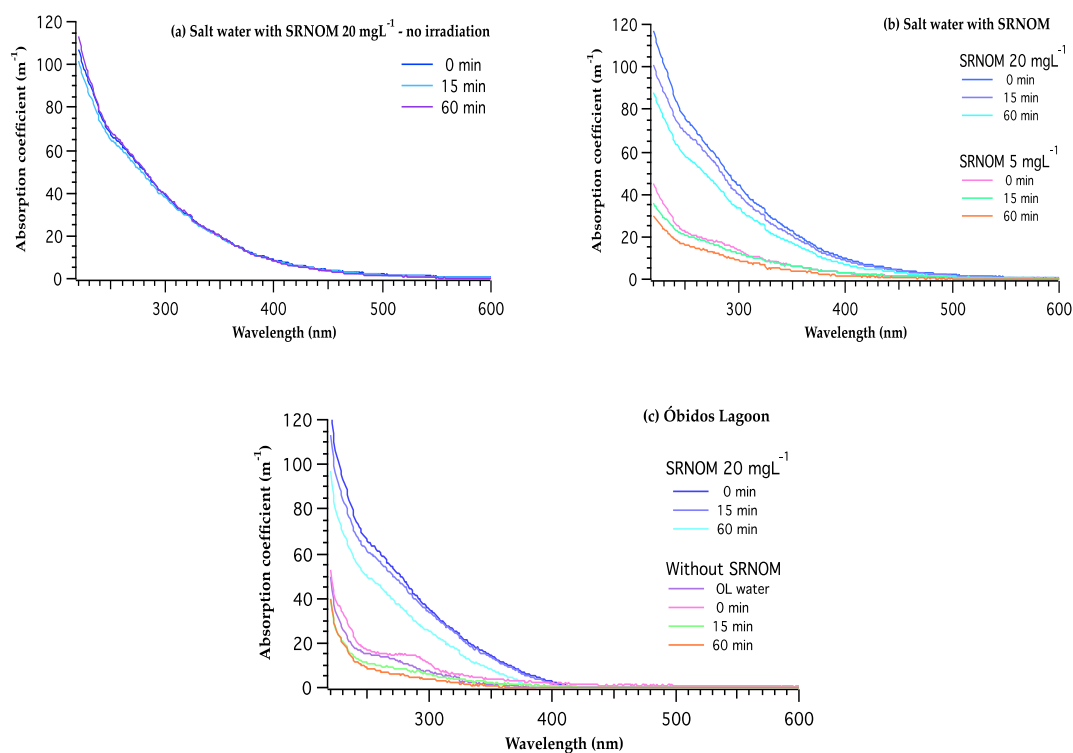 (a) Salt water with SRNOM 20 mgL⁻¹ - no irradiation
0 min
15 min
60 min
120
100
80
60
40
20
0
300
400
500
600
Absorption coefficient (m⁻¹)
Wavelength (nm)
(b) Salt water with SRNOM
SRNOM 20 mgL⁻¹
0 min
15 min
60 min
SRNOM 5 mgL⁻¹
0 min
15 min
60 min
120
100
80
60
40
20
0
300
400
500
600
Absorption coefficient (m⁻¹)
Wavelength (nm)
(c) Óbidos Lagoon
SRNOM 20 mgL⁻¹
0 min
15 min
60 min
Without SRNOM
OL water
0 min
15 min
60 min
120
100
80
60
40
20
0
300
400
500
600
Absorption coefficient (m⁻¹)
Wavelength (nm)